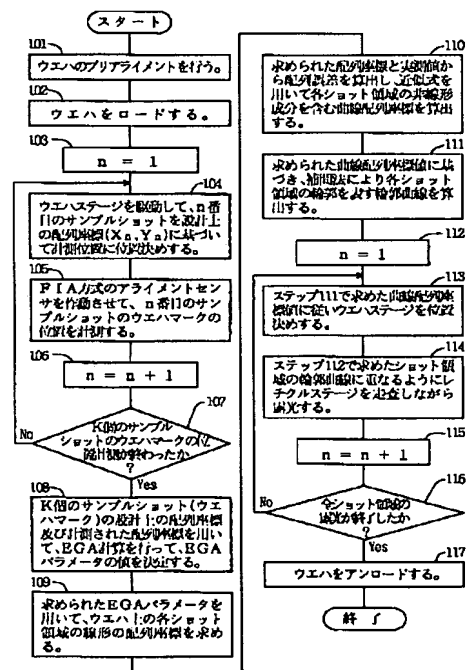 スタート
101
ウエハのプリアライメントを行う。
102
ウエハをロードする。
103
n = 1
104
ウエハステージを駆動して、n番
目のサンプルショットを設計上
の配列座標(Xn,Yn)に基づい
て計測位置に位置決めする。
105
FIA方式のアライメントセン
サを作動させて、n番目のサン
プルショットのウエハマークの
位置を計測する。
106
n = n + 1
107
K個のサンプル
ショットのウエハマークの位
置計測が終わったか
?
No
Yes
108
K個のサンプルショット(ウエ
ハマーク)の設計上の配列座標
及び計測された配列座標を用い
て、EGA計算を行って、EGA
パラメータの値を決定する。
109
求められたEGAパラメータを
用いて、ウエハ上の各ショット
領域の線形の配列座標を求め
る。
110
求められた配列座標と実測値から
配列誤差を算出し、近似式
を用いて各ショット領域の非線形
成分を含む曲線配列座標を算出
する。
111
求められた曲線配列座標値に基
づき、補間法により各ショット
領域の輪郭を表す輪郭曲線を算
出する。
112
n = 1
113
ステップ111で求めた曲線配列座
標値に従いウエハステージを位置
決めする。
114
ステップ112で求めたショット領
域の輪郭曲線に重なるようにレ
チクルステージを走査しながら
露光する。
115
n = n + 1
116
全ショット領域の
露光が終了したか
?
No
Yes
117
ウエハをアンロードする。
終了